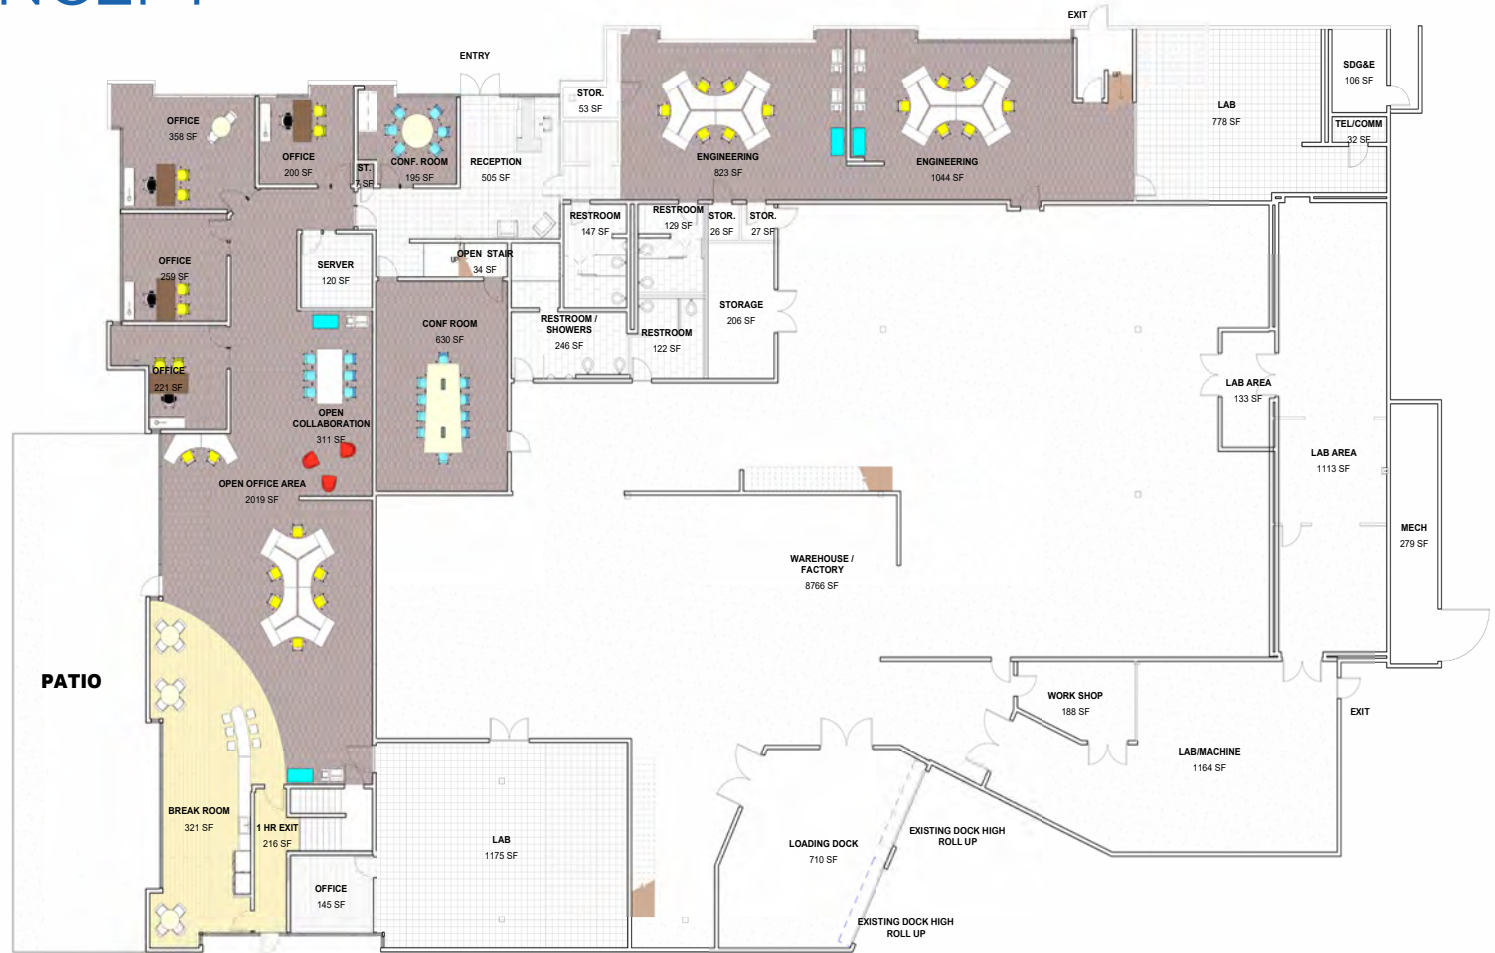 ENTRY
EXIT
OFFICE
358 SF
OFFICE
200 SF
ST.
7 SF
CONF. ROOM
195 SF
RECEPTION
505 SF
STOR.
53 SF
ENGINEERING
823 SF
ENGINEERING
1044 SF
UP
LAB
778 SF
SDG&E
106 SF
TEL/COMM
32 SF
OFFICE
259 SF
SERVER
120 SF
UP
OPEN STAIR
34 SF
RESTROOM
147 SF
RESTROOM
129 SF
STOR.
26 SF
STOR.
27 SF
STORAGE
206 SF
OFFICE
221 SF
CONF ROOM
630 SF
RESTROOM /
SHOWERS
246 SF
RESTROOM
122 SF
LAB AREA
133 SF
OPEN
COLLABORATION
311 SF
OPEN OFFICE AREA
2019 SF
LAB AREA
1113 SF
MECH
279 SF
WAREHOUSE /
FACTORY
8766 SF
PATIO
WORK SHOP
188 SF
EXIT
LAB/MACHINE
1164 SF
BREAK ROOM
321 SF
1 HR EXIT
216 SF
LAB
1175 SF
LOADING DOCK
710 SF
EXISTING DOCK HIGH
ROLL UP
OFFICE
145 SF
EXISTING DOCK HIGH
ROLL UP